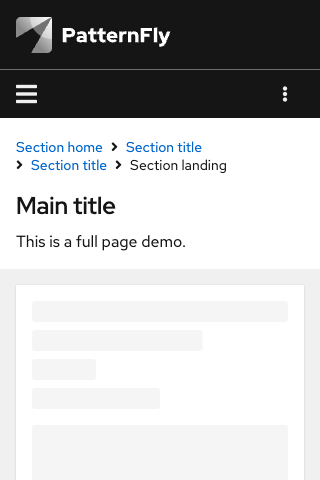 PatternFly
Section home > Section title
> Section title > Section landing
Main title
This is a full page demo.